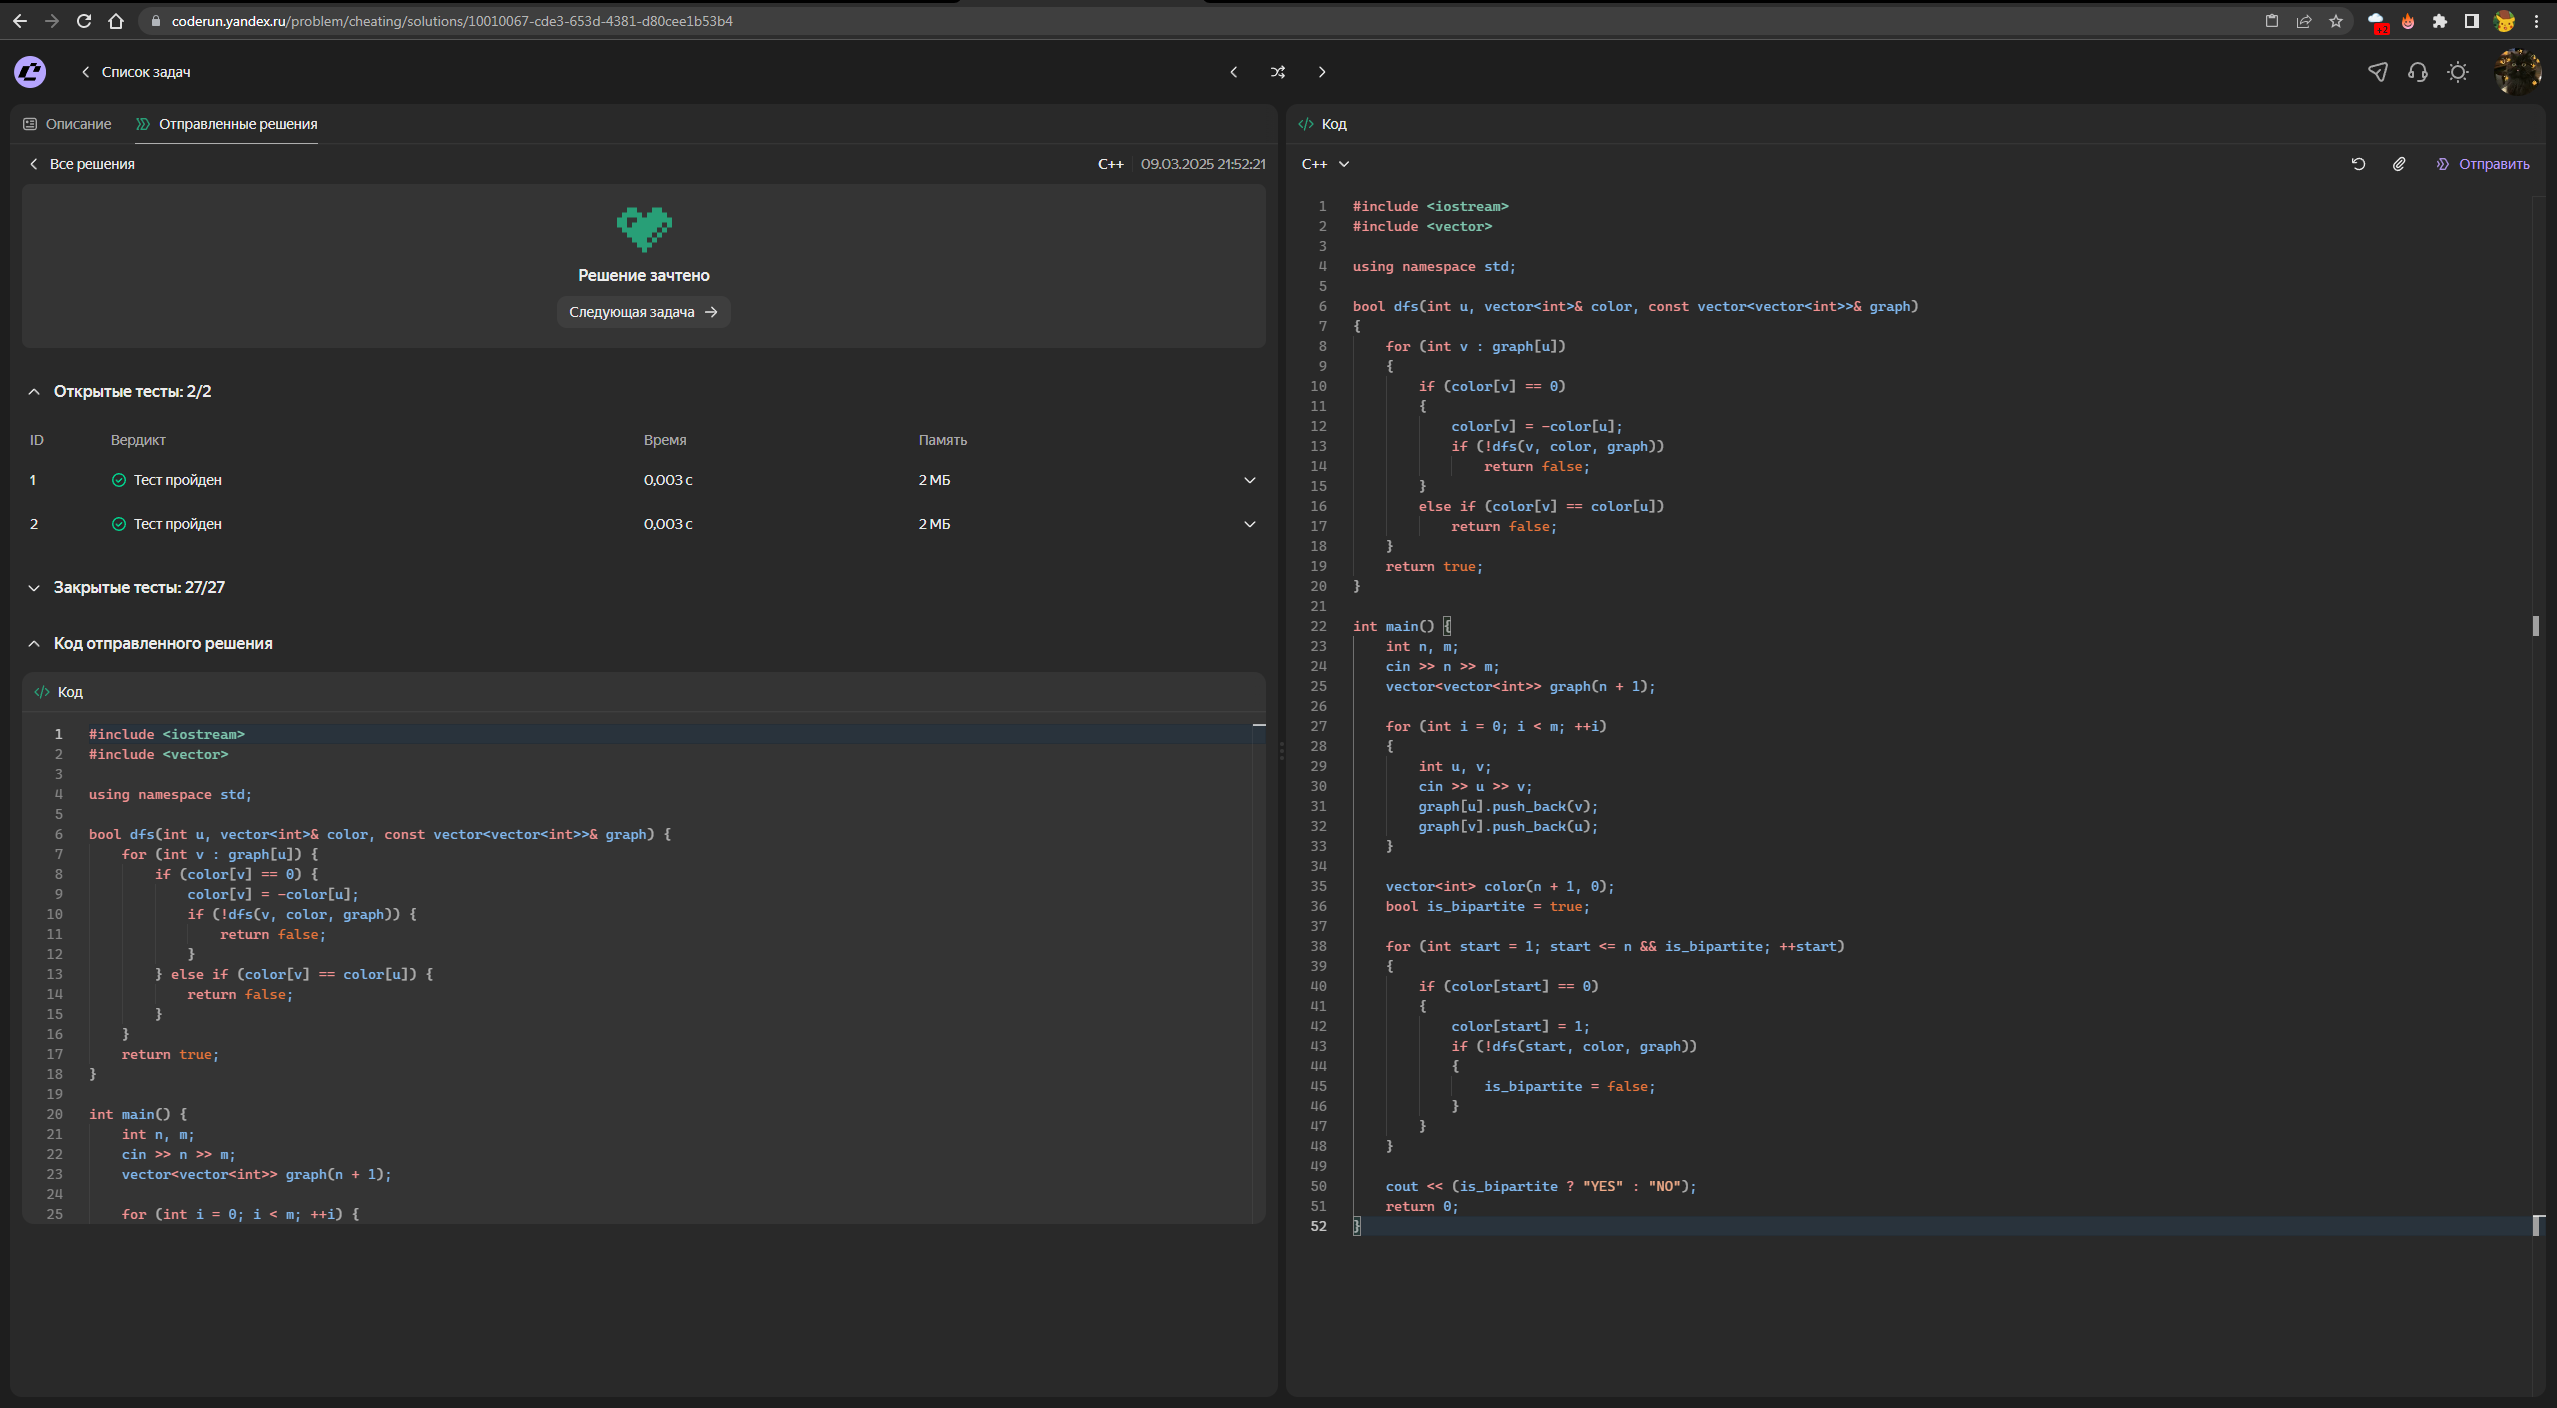 coderun.yandex.ru/problem/cheating/solutions/10010067-cde3-653d-4381-d80cee1b53b4
+2
Список задач
Описание
Отправленные решения
Все решения
C++
09.03.2025 21:52:21
Решение зачтено
Следующая задача
Открытые тесты: 2/2
ID Вердикт Время Память
1 Тест пройден 0,003 с 2 МБ
2 Тест пройден 0,003 с 2 МБ
Закрытые тесты: 27/27
Код отправленного решения
Код
1 #include <iostream>
2 #include <vector>
3
4 using namespace std;
5
6 bool dfs(int u, vector<int>& color, const vector<vector<int>>& graph) {
7     for (int v : graph[u]) {
8         if (color[v] == 0) {
9             color[v] = -color[u];
10             if (!dfs(v, color, graph)) {
11                 return false;
12             }
13         } else if (color[v] == color[u]) {
14             return false;
15         }
16     }
17     return true;
18 }
19
20 int main() {
21     int n, m;
22     cin >> n >> m;
23     vector<vector<int>> graph(n + 1);
24
25     for (int i = 0; i < m; ++i) {
Код
C++
Отправить
1 #include <iostream>
2 #include <vector>
3
4 using namespace std;
5
6 bool dfs(int u, vector<int>& color, const vector<vector<int>>& graph)
7 {
8     for (int v : graph[u])
9     {
10         if (color[v] == 0)
11         {
12             color[v] = -color[u];
13             if (!dfs(v, color, graph))
14                 return false;
15         }
16         else if (color[v] == color[u])
17             return false;
18     }
19     return true;
20 }
21
22 int main() {
23     int n, m;
24     cin >> n >> m;
25     vector<vector<int>> graph(n + 1);
26
27     for (int i = 0; i < m; ++i)
28     {
29         int u, v;
30         cin >> u >> v;
31         graph[u].push_back(v);
32         graph[v].push_back(u);
33     }
34
35     vector<int> color(n + 1, 0);
36     bool is_bipartite = true;
37
38     for (int start = 1; start <= n && is_bipartite; ++start)
39     {
40         if (color[start] == 0)
41         {
42             color[start] = 1;
43             if (!dfs(start, color, graph))
44             {
45                 is_bipartite = false;
46             }
47         }
48     }
49
50     cout << (is_bipartite ? "YES" : "NO");
51     return 0;
52 }